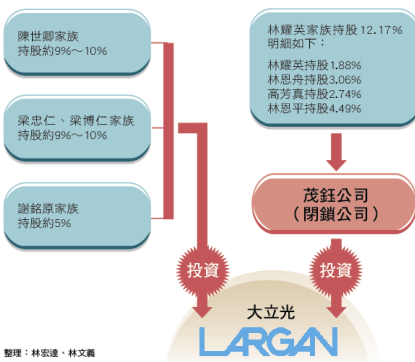 陳世卿家族
持股約9%～10%
梁忠仁、梁博仁家族
持股約9%～10%
謝銘原家族
持股約5%
林耀英家族持股12.17%
明細如下：
林耀英持股1.88%
林恩舟持股3.06%
高芳真持股2.74%
林恩平持股4.49%
茂鈺公司
（閉鎖公司）
投資
投資
大立光
LARGAN
整理：林宏達、林文義